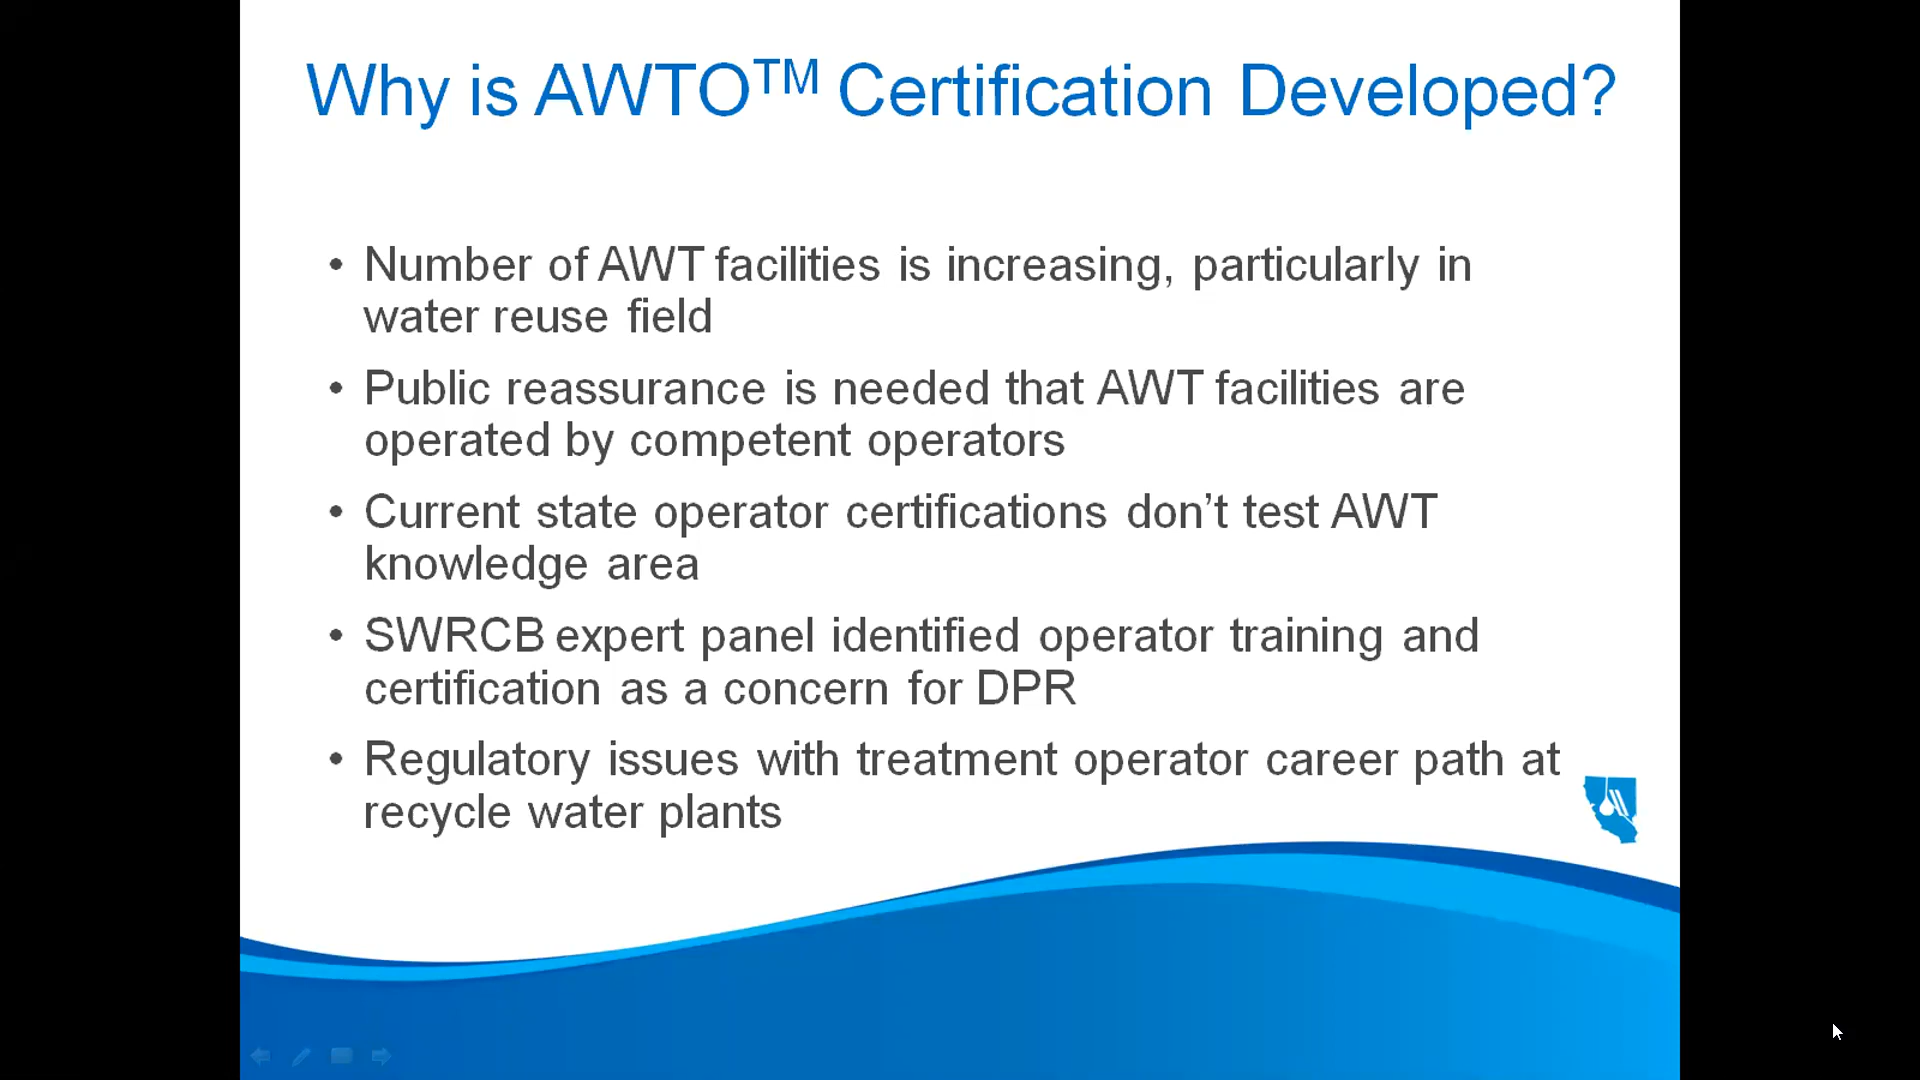 Why is AWTO™ Certification Developed?
• Number of AWT facilities is increasing, particularly in
water reuse field
• Public reassurance is needed that AWT facilities are
operated by competent operators
• Current state operator certifications don’t test AWT
knowledge area
• SWRCB expert panel identified operator training and
certification as a concern for DPR
• Regulatory issues with treatment operator career path at
recycle water plants